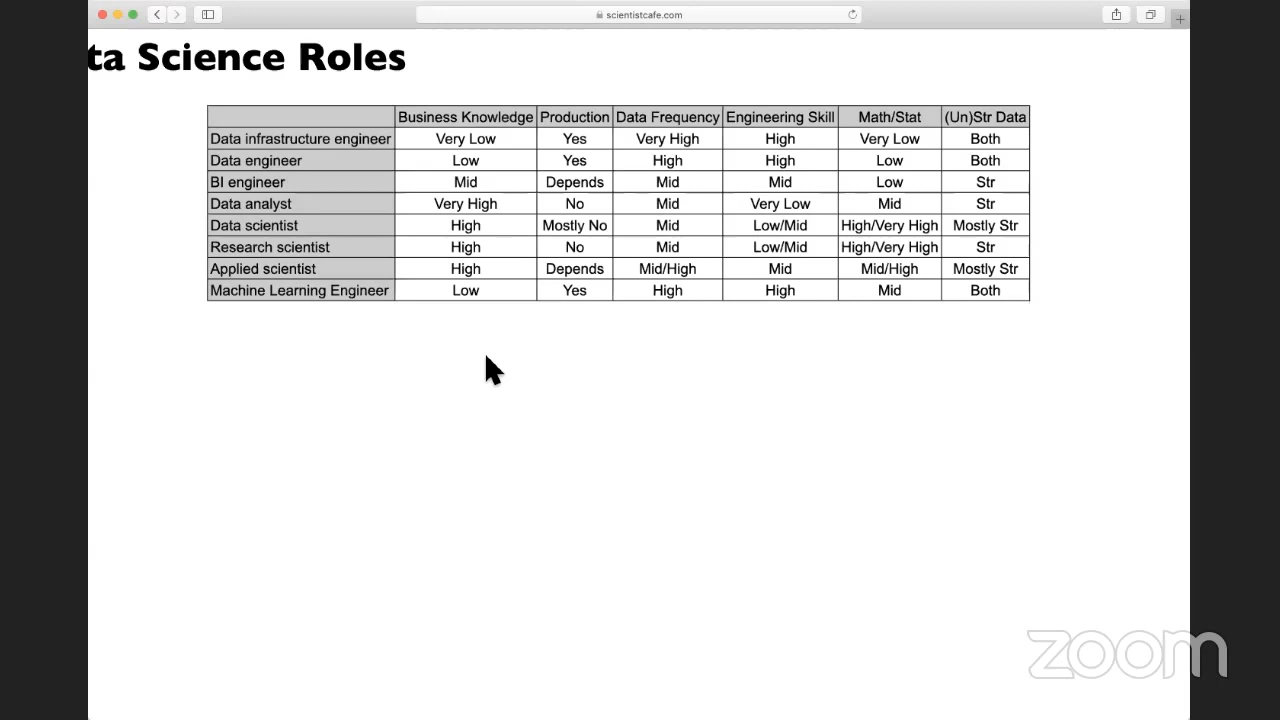 scientistcafe.com
ta Science Roles
Business Knowledge Production Data Frequency Engineering Skill Math/Stat (Un)Str Data
Data infrastructure engineer Very Low Yes Very High High Very Low Both
Data engineer Low Yes High High Low Both
BI engineer Mid Depends Mid Mid Low Str
Data analyst Very High No Mid Very Low Mid Str
Data scientist High Mostly No Mid Low/Mid High/Very High Mostly Str
Research scientist High No Mid Low/Mid High/Very High Str
Applied scientist High Depends Mid/High Mid Mid/High Mostly Str
Machine Learning Engineer Low Yes High High Mid Both
zoom